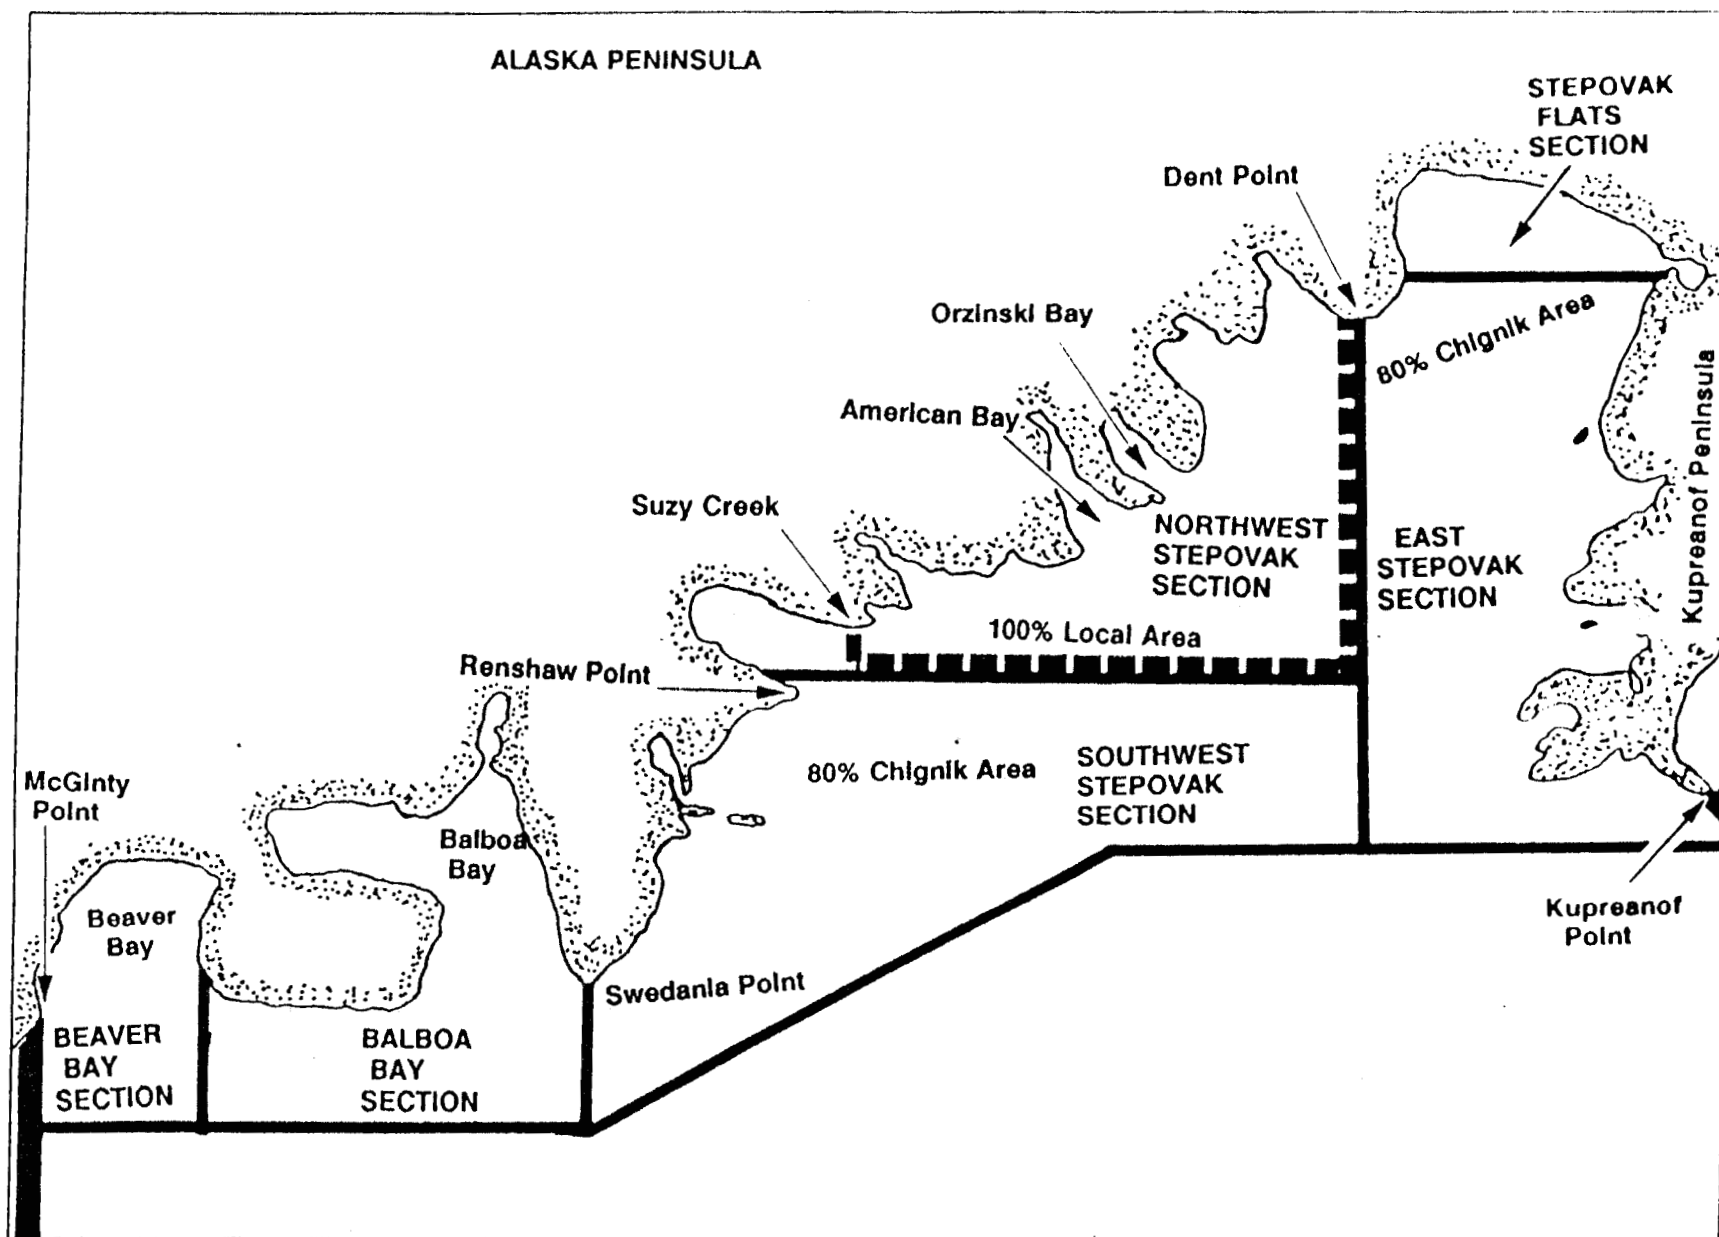 ALASKA PENINSULA
STEPOVAK
FLATS
SECTION
Dent Point
Orzinski Bay
80% Chignik Area
American Bay
Kupreanof Peninsula
Suzy Creek
NORTHWEST
STEPOVAK
SECTION
EAST
STEPOVAK
SECTION
100% Local Area
Renshaw Point
80% Chignik Area
SOUTHWEST
STEPOVAK
SECTION
McGinty
Point
Balboa
Bay
Beaver
Bay
Kupreanof
Point
Swedania Point
BEAVER
BAY
SECTION
BALBOA
BAY
SECTION